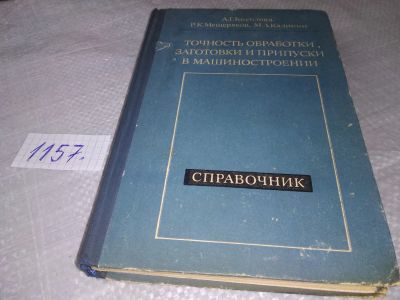 А.Г.Косилова,
Р.К.Мещеряков, М.А.Калинин
ТОЧНОСТЬ ОБРАБОТКИ,
ЗАГОТОВКИ И ПРИПУСКИ
В МАШИНОСТРОЕНИИ
СПРАВОЧНИК
1157.